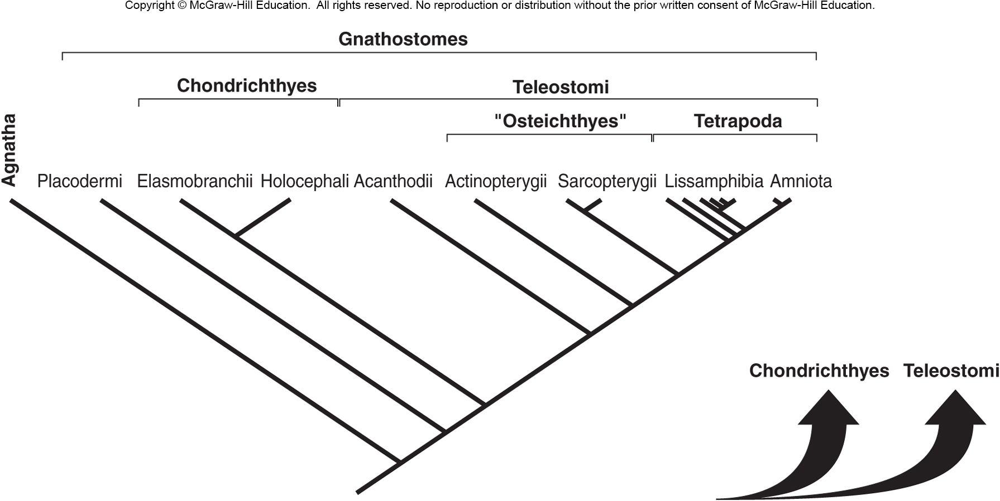 Copyright © McGraw-Hill Education.  All rights reserved. No reproduction or distribution without the prior written consent of McGraw-Hill Education.
Gnathostomes
Chondrichthyes
Teleostomi
"Osteichthyes"
Tetrapoda
Agnatha
Placodermi
Elasmobranchii
Holocephali
Acanthodii
Actinopterygii
Sarcopterygii
Lissamphibia
Amniota
Chondrichthyes
Teleostomi